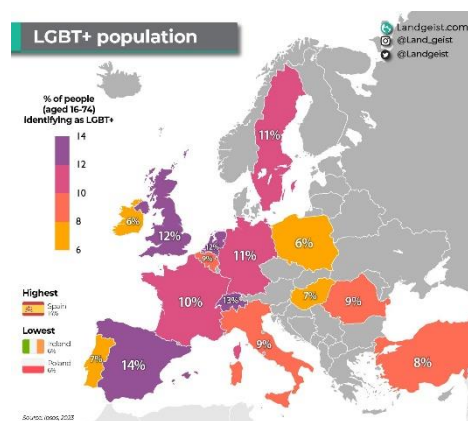 LGBT+ population
Landgeist.com
@Land_geist
@Landgeist
% of people
(aged 16-74)
Identifying as LGBT+
14
12
10
8
6
11%
6%
12%
12%
9%
11%
6%
10%
13%
7%
9%
9%
7%
14%
8%
Highest
Spain
Lowest
Ireland
6%
Poland
6%
Source: Ipsos, 2023